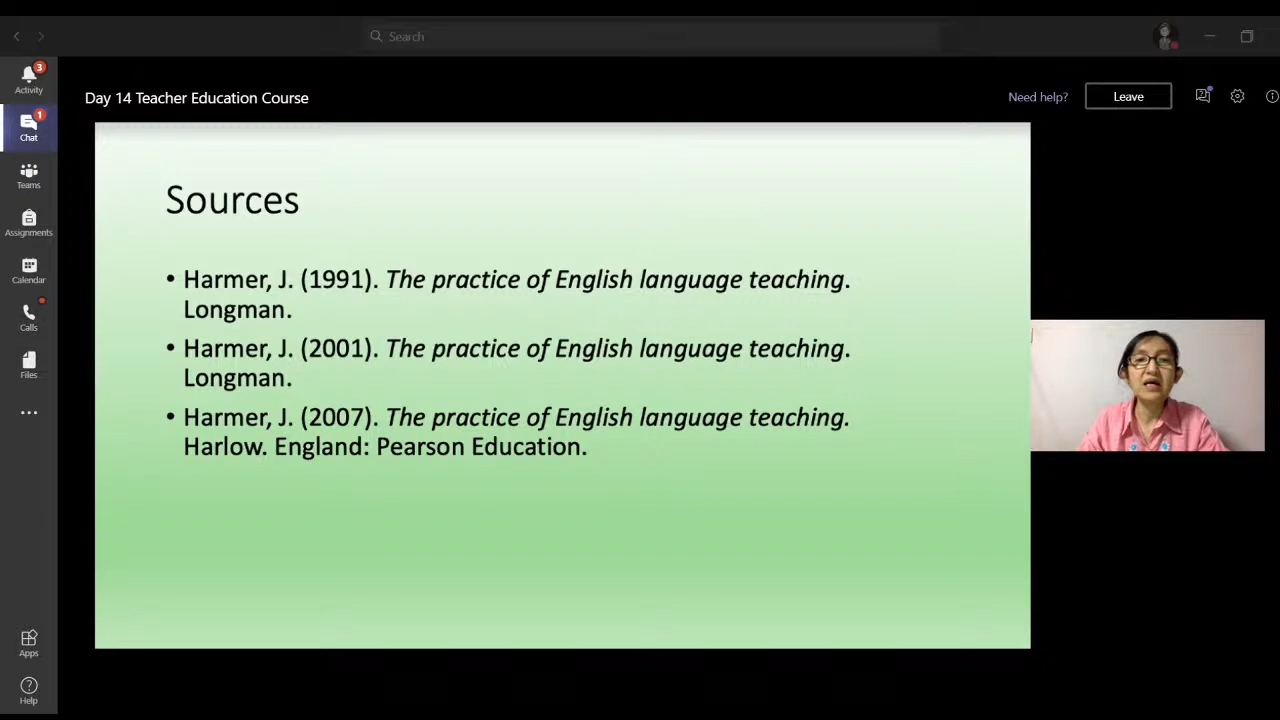 Search
Activity
3
Chat
1
Teams
Assignments
Calendar
Calls
Files
Apps
Help
Day 14 Teacher Education Course
Need help?
Leave
Sources
• Harmer, J. (1991). The practice of English language teaching.
Longman.
• Harmer, J. (2001). The practice of English language teaching.
Longman.
• Harmer, J. (2007). The practice of English language teaching.
Harlow. England: Pearson Education.